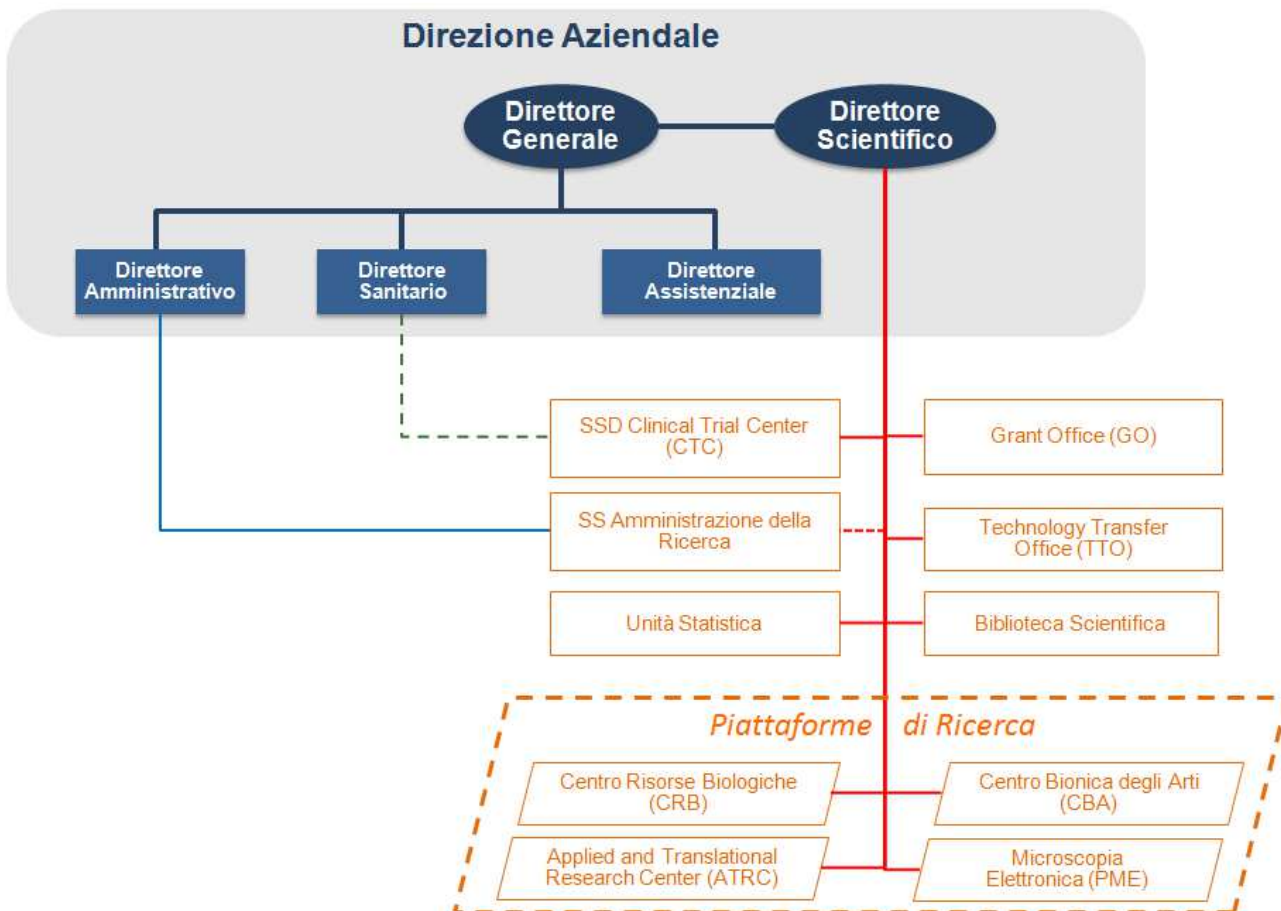 Direzione Aziendale
Direttore
Generale
Direttore
Scientifico
Direttore
Amministrativo
Direttore
Sanitario
Direttore
Assistenziale
SSD Clinical Trial Center
(CTC)
Grant Office (GO)
SS Amministrazione della
Ricerca
Technology Transfer
Office (TTO)
Unità Statistica
Biblioteca Scientifica
Piattaforme di Ricerca
Centro Risorse Biologiche
(CRB)
Centro Bionica degli Arti
(CBA)
Applied and Translational
Research Center (ATRC)
Microscopia
Elettronica (PME)